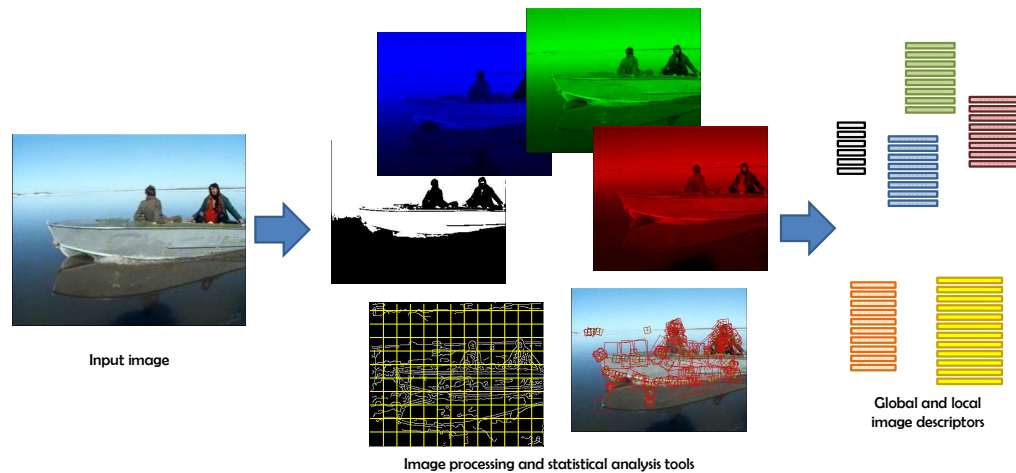 Input image
Image processing and statistical analysis tools
Global and local
image descriptors